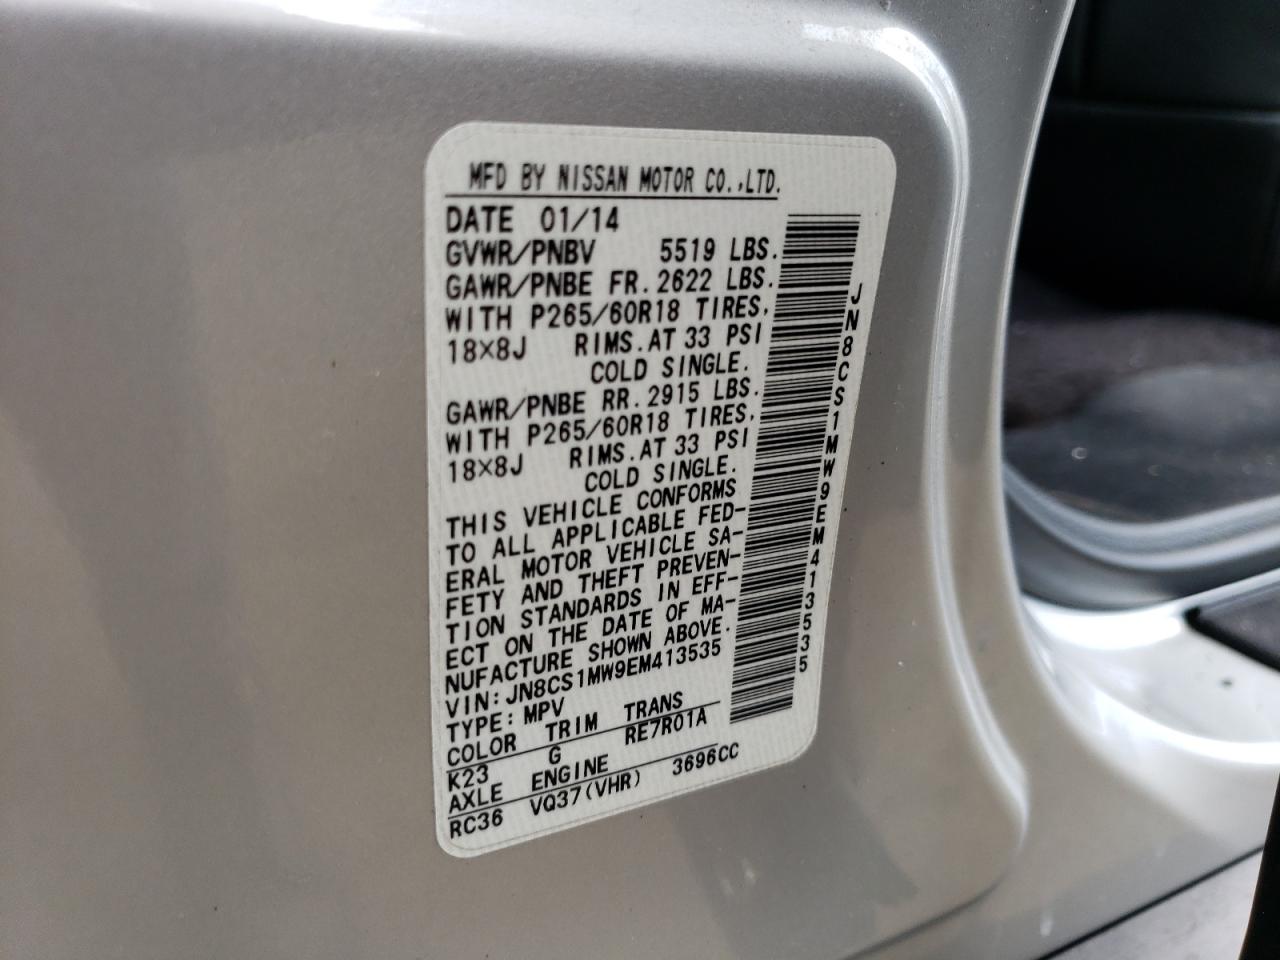 MFD BY NISSAN MOTOR CO.,LTD.
DATE 01/14
GVWR/PNBV 5519 LBS.
GAWR/PNBE FR.2622 LBS.
WITH P265/60R18 TIRES,
18×8J RIMS.AT 33 PSI
COLD SINGLE.
GAWR/PNBE RR.2915 LBS.
WITH P265/60R18 TIRES,
18×8J RIMS.AT 33 PSI
COLD SINGLE.
THIS VEHICLE CONFORMS
TO ALL APPLICABLE FED-
ERAL MOTOR VEHICLE SA-
FETY AND THEFT PREVEN-
TION STANDARDS IN EFF-
ECT ON THE DATE OF MA-
NUFACTURE SHOWN ABOVE.
VIN:JN8CS1MW9EM413535
TYPE:MPV
COLOR TRIM TRANS
K23 G RE7R01A
AXLE ENGINE
RC36 VQ37(VHR) 3696CC
JN8CS1MW9EM413535